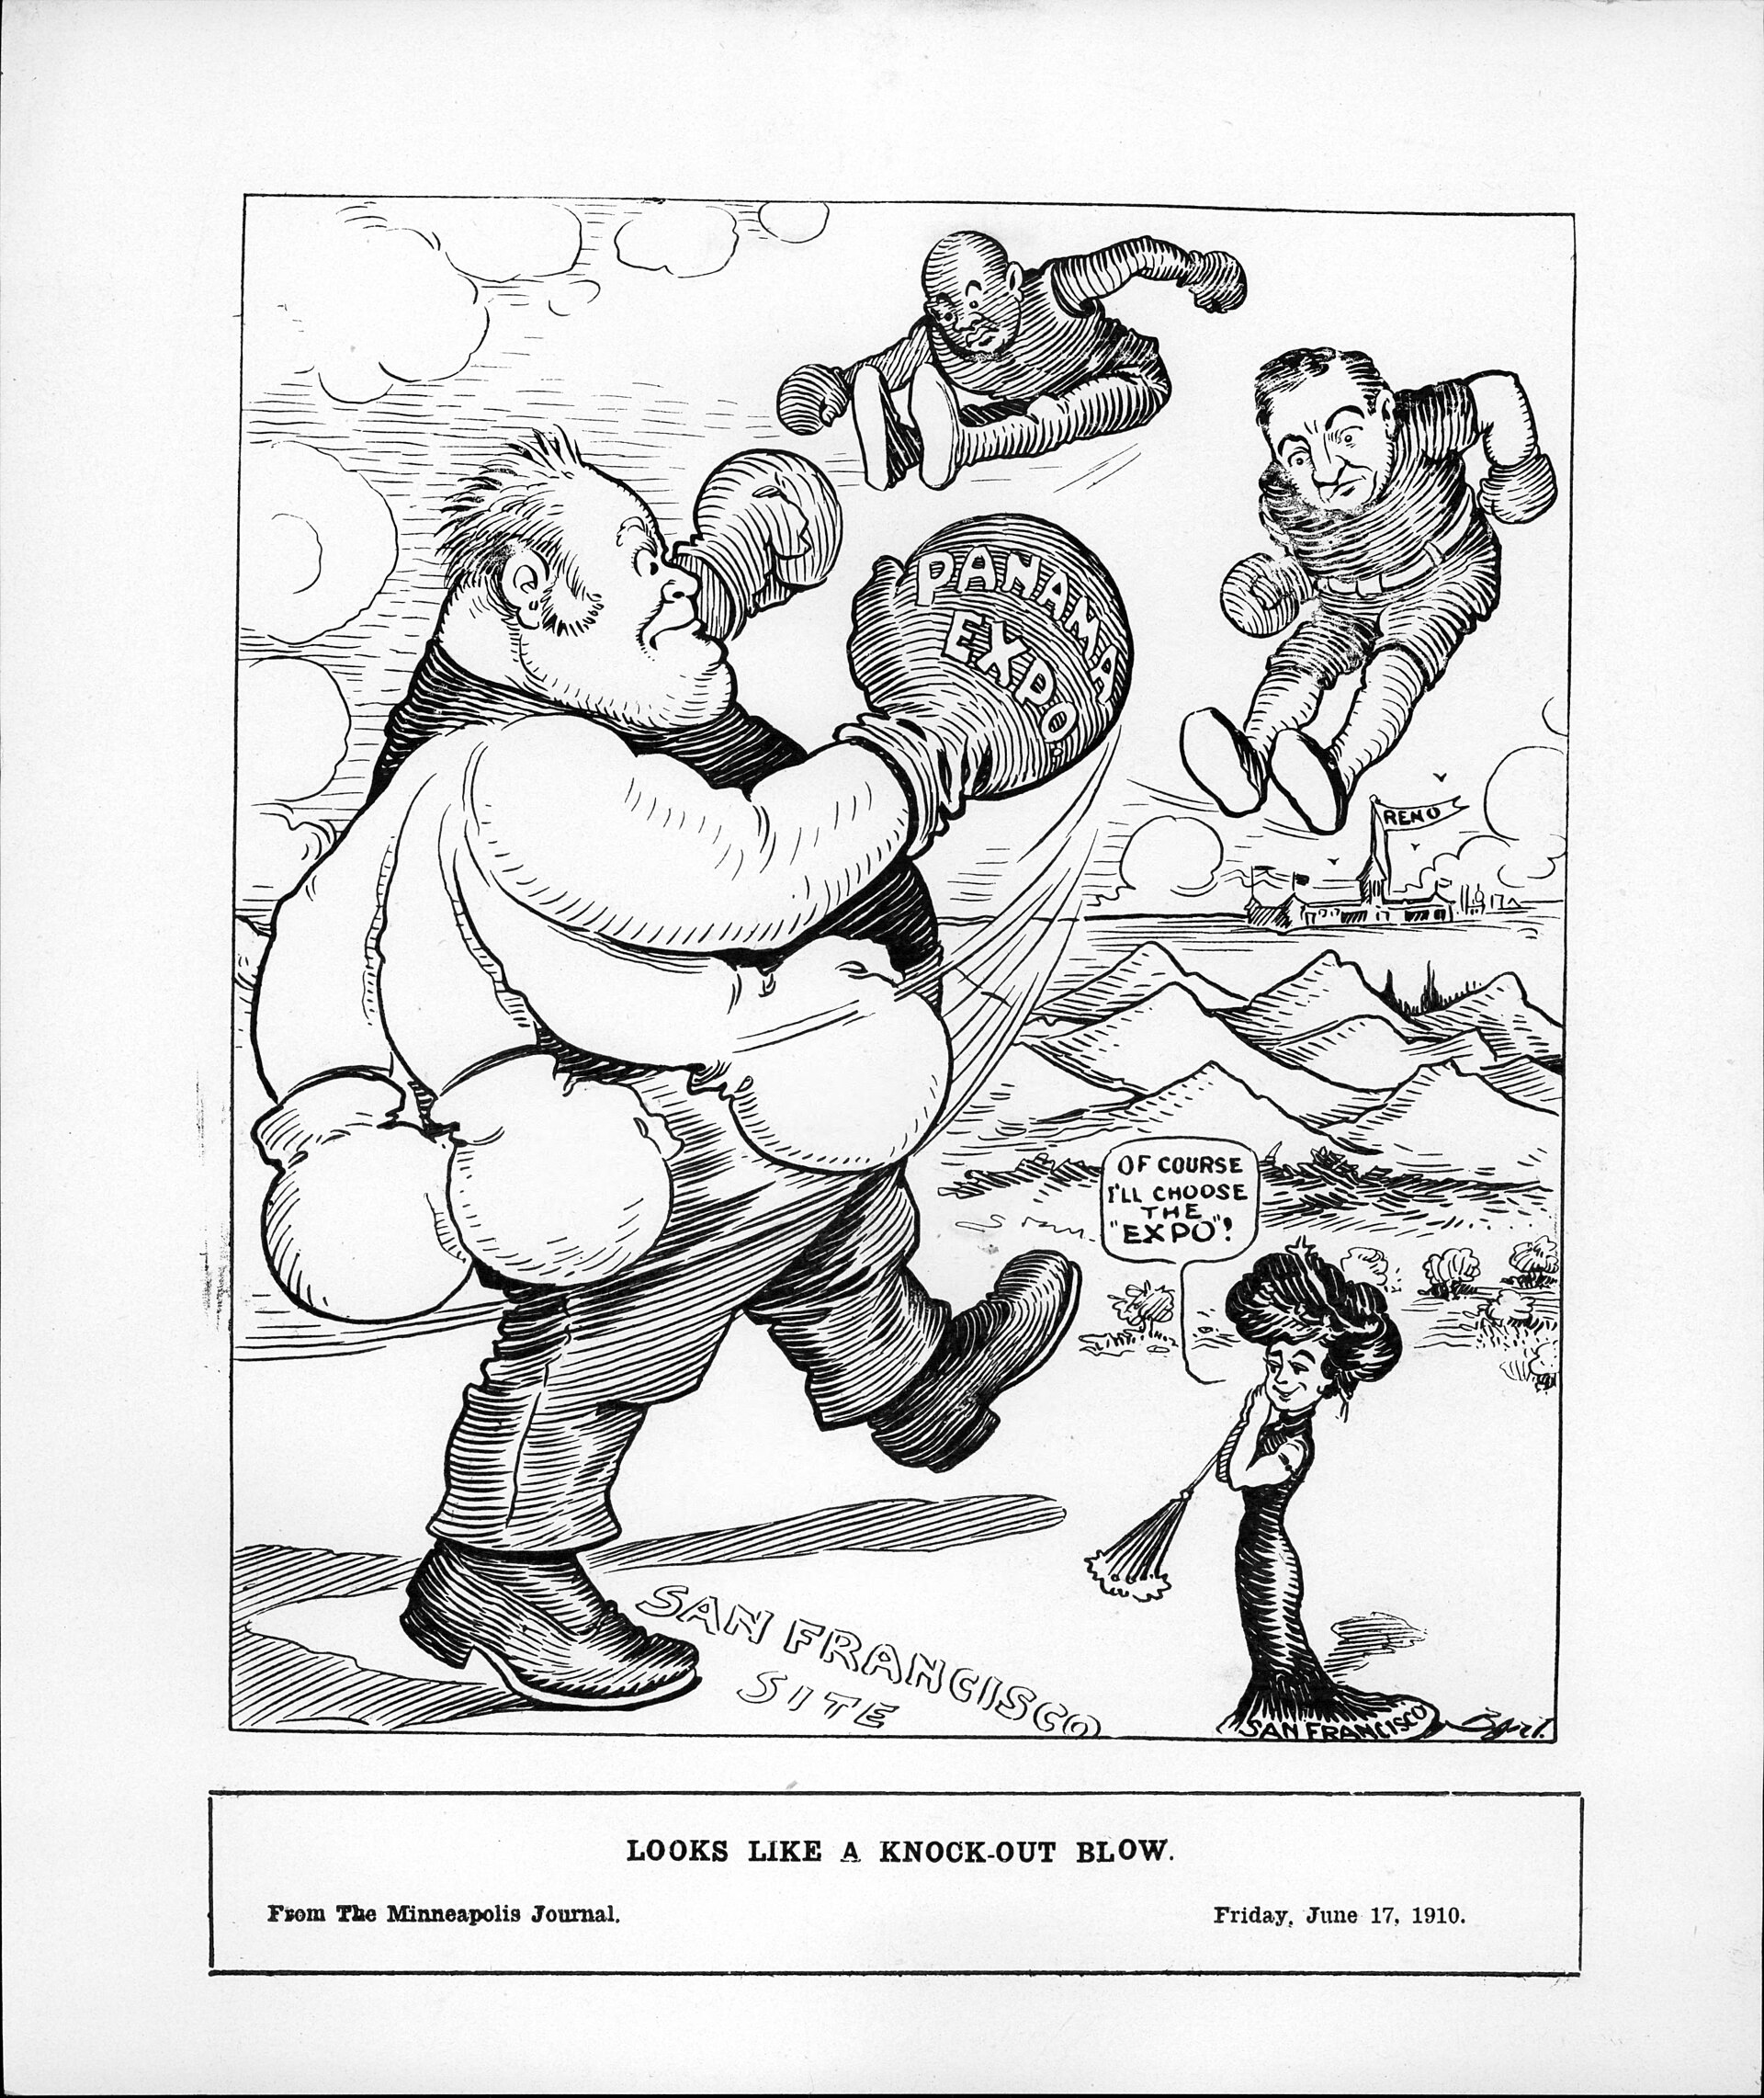 PANAMA
EXPO.
RENO
OF COURSE
I'LL CHOOSE
THE
"EXPO"!
SAN FRANCISCO
SITE
SAN FRANCISCO
Bart.
LOOKS LIKE A KNOCK-OUT BLOW.
From The Minneapolis Journal.
Friday, June 17, 1910.